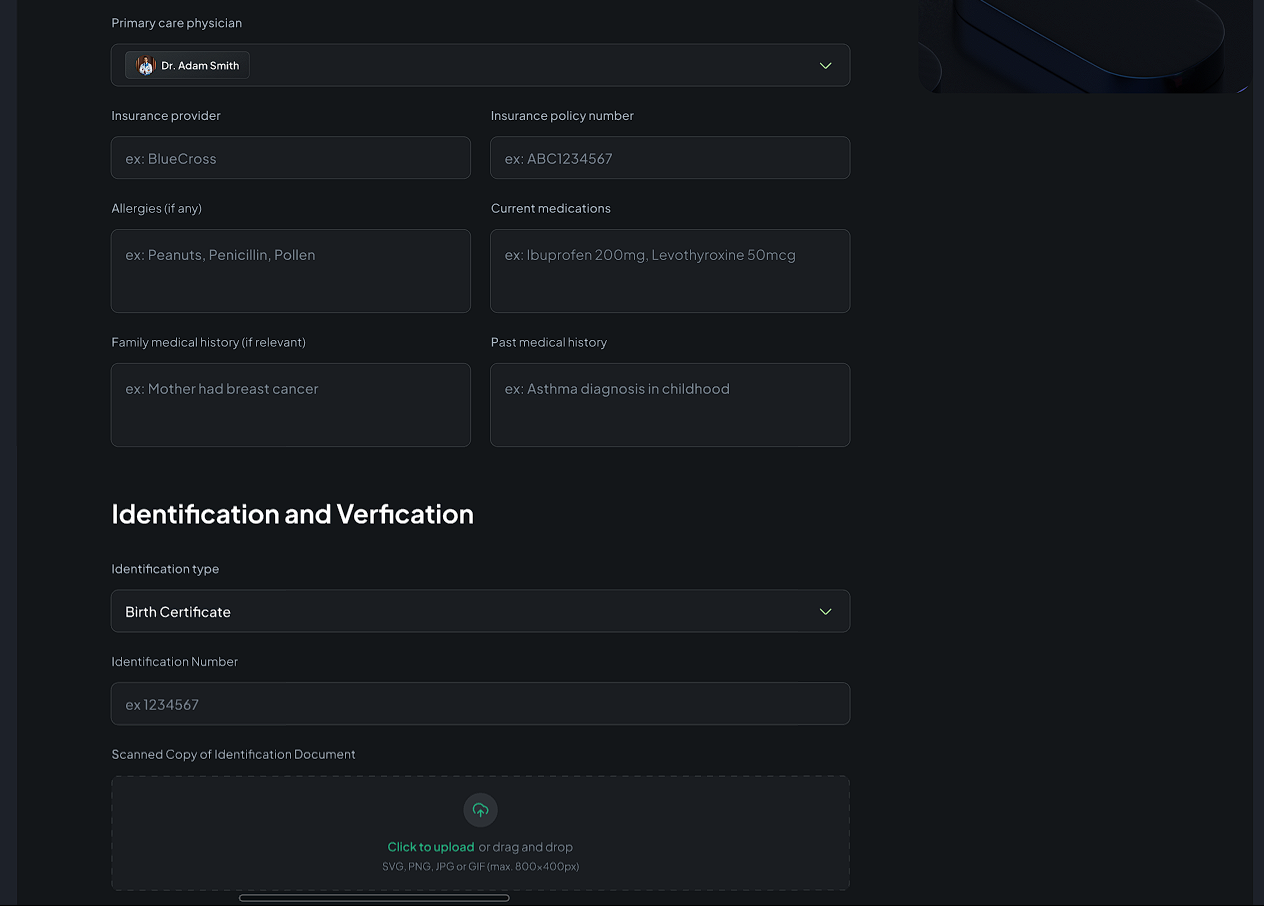 Primary care physician
Dr. Adam Smith
Insurance provider
Insurance policy number
ex: BlueCross
ex: ABC1234567
Allergies (if any)
Current medications
ex: Peanuts, Penicillin, Pollen
ex: Ibuprofen 200mg, Levothyroxine 50mcg
Family medical history (if relevant)
Past medical history
ex: Mother had breast cancer
ex: Asthma diagnosis in childhood
Identification and Verfication
Identification type
Birth Certificate
Identification Number
ex 1234567
Scanned Copy of Identification Document
Click to upload or drag and drop
SVG, PNG, JPG or GIF (max. 800×400px)